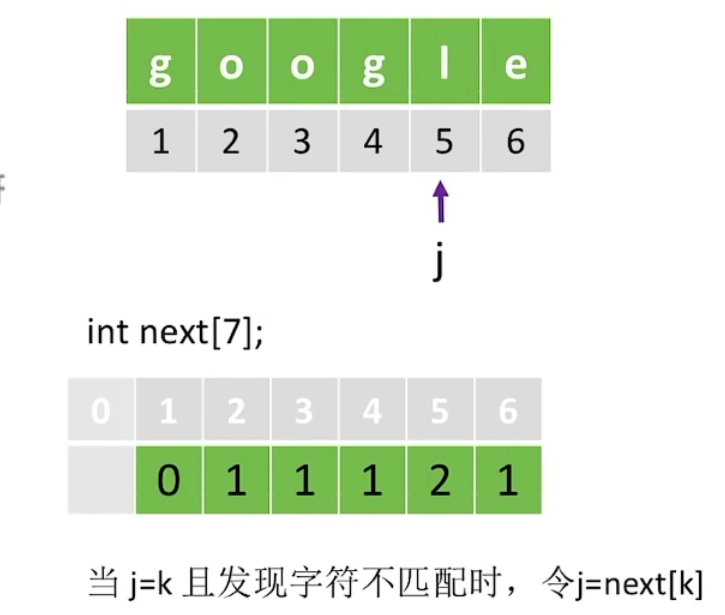 g o o g l e
1 2 3 4 5 6
j
int next[7];
0 1 2 3 4 5 6
0 1 1 1 2 1
当 j=k 且发现字符不匹配时，令j=next[k]